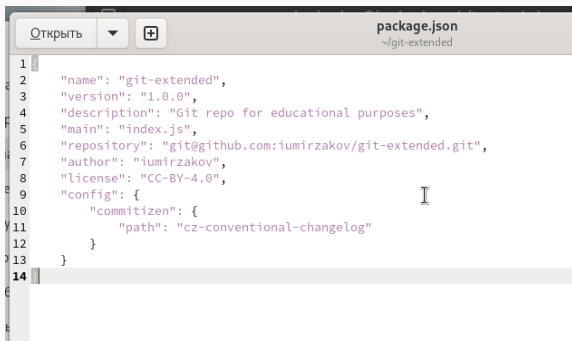 Открыть
package.json
~/git-extended
1 {
2 "name": "git-extended",
3 "version": "1.0.0",
4 "description": "Git repo for educational purposes",
5 "main": "index.js",
6 "repository": "git@github.com:iumirzakov/git-extended.git",
7 "author": "iumirzakov",
8 "license": "CC-BY-4.0",
9 "config": {
10 "commitizen": {
11 "path": "cz-conventional-changelog"
12 }
13 }
14 }